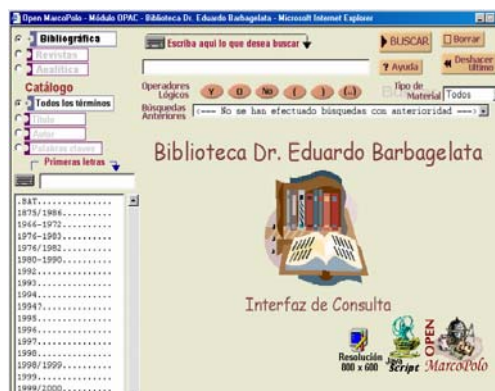 Open MarcoPolo - Módulo OPAC - Biblioteca Dr. Eduardo Barbagelata - Microsoft Internet Explorer
Bibliográfica
Revistas
Analítica
Catálogo
Todos los términos
Título
Autor
Palabras claves
Primeras letras
Escriba aqui lo que desea buscar
BUSCAR
Borrar
? Ayuda
Deshacer Ultimo
Operadores Lógicos
Y
O
No
(
)
(..)
Tipo de Material
Todos
Búsquedas Anteriores
<--- No se han efectuado búsquedas con anterioridad --->
.BAT..............
1875/1986..........
1966-1972..........
1976-1983..........
1976/1982..........
1980-1990..........
1992...............
1993...............
1994...............
1994?..............
1995...............
1996...............
1997...............
1998...............
1998/1999..........
1999...............
1999/2000..........
Biblioteca Dr. Eduardo Barbagelata
Interfaz de Consulta
Resolución
800 x 600
Java Script
OPEN
MarcoPolo